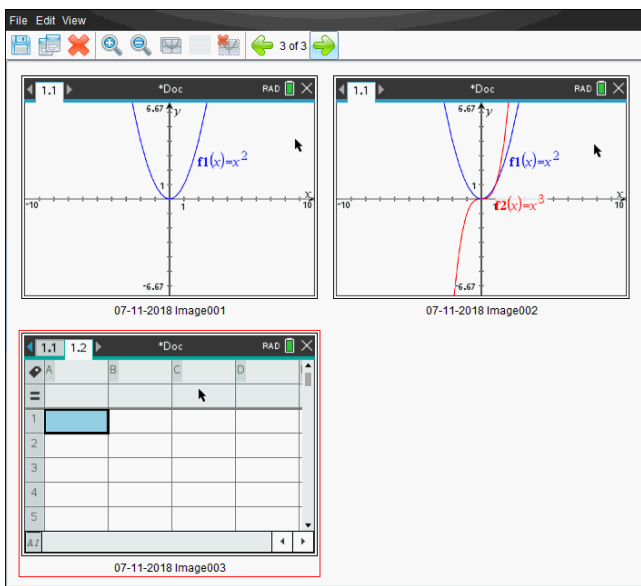 File Edit View
3 of 3
1.1 *Doc RAD
6.67 y
f1(x)=x²
1
x
-10 1 10
-6.67
07-11-2018 Image001
1.1 *Doc RAD
6.67 y
f1(x)=x²
1
x
-10 f2(x)=x³ 10
-6.67
07-11-2018 Image002
1.1 1.2 *Doc RAD
A B C D
=
1
2
3
4
5
A1
07-11-2018 Image003